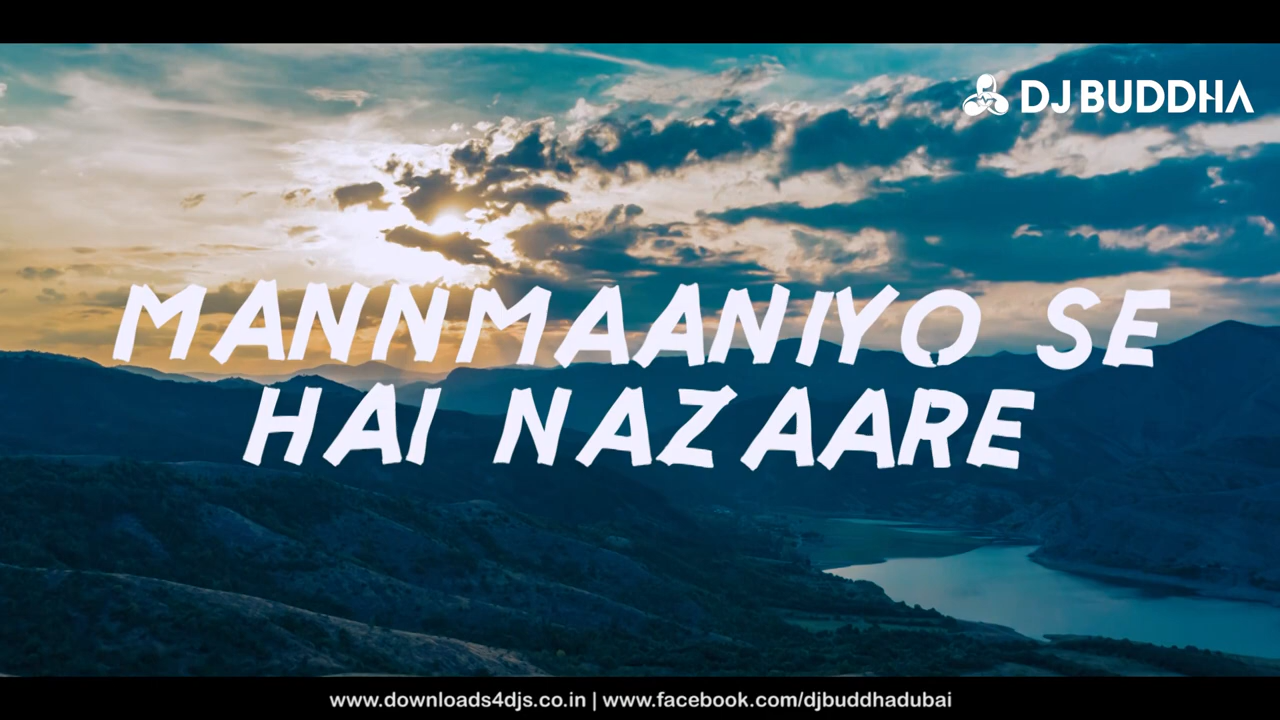 DJ BUDDHA
MANNMAANIYO SE
HAI NAZAARE
www.downloads4djs.co.in | www.facebook.com/djbuddhadubai